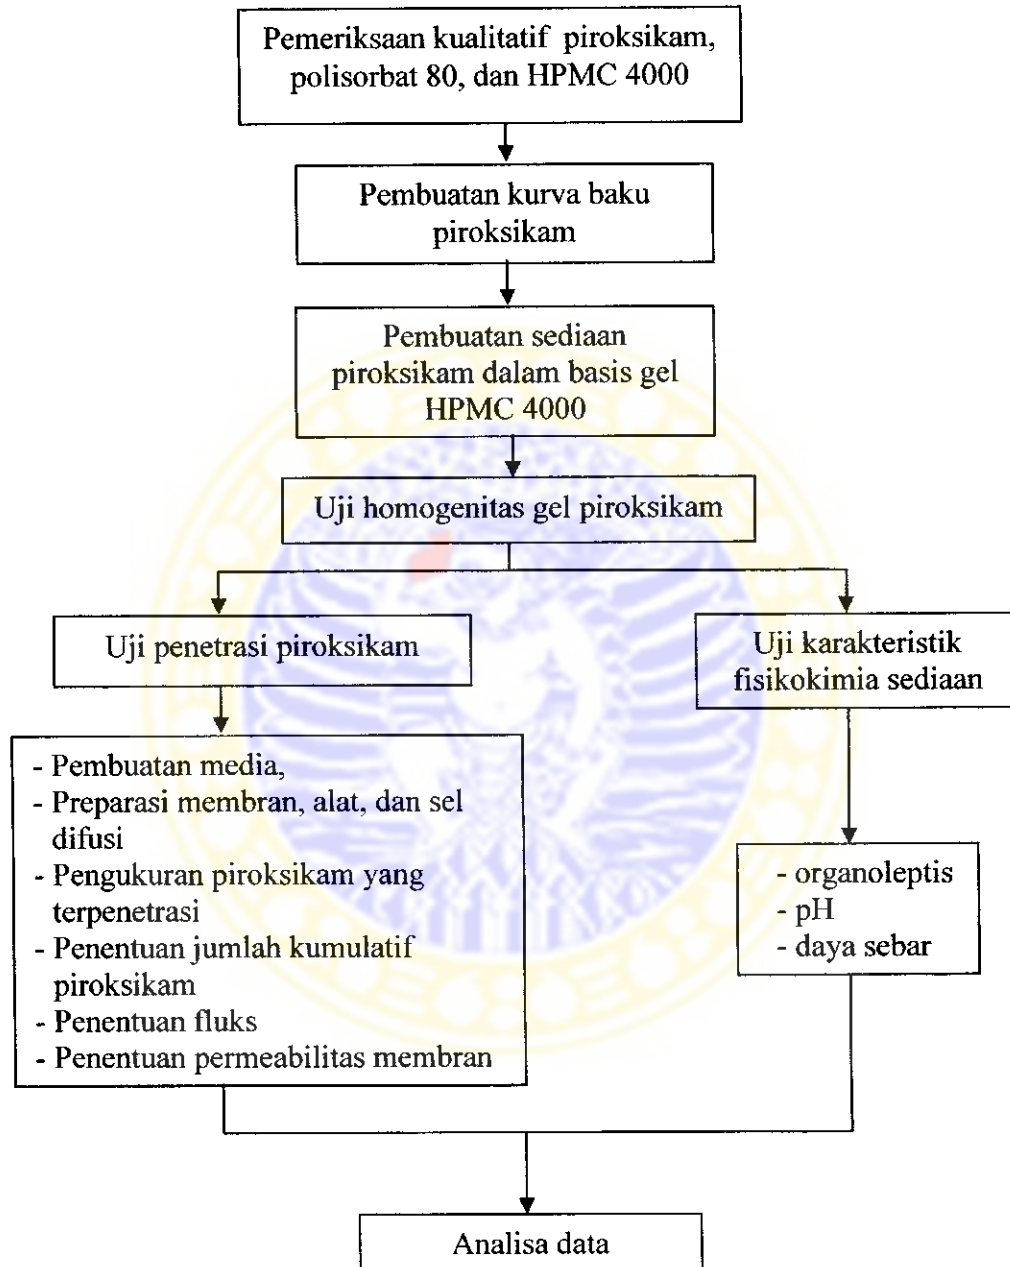 Pemeriksaan kualitatif piroksikam,
polisorbat 80, dan HPMC 4000
Pembuatan kurva baku
piroksikam
Pembuatan sediaan
piroksikam dalam basis gel
HPMC 4000
Uji homogenitas gel piroksikam
Uji penetrasi piroksikam
- Pembuatan media,
- Preparasi membran, alat, dan sel
difusi
- Pengukuran piroksikam yang
terpenetrasi
- Penentuan jumlah kumulatif
piroksikam
- Penentuan fluks
- Penentuan permeabilitas membran
Uji karakteristik
fisikokimia sediaan
- organoleptis
- pH
- daya sebar
Analisa data